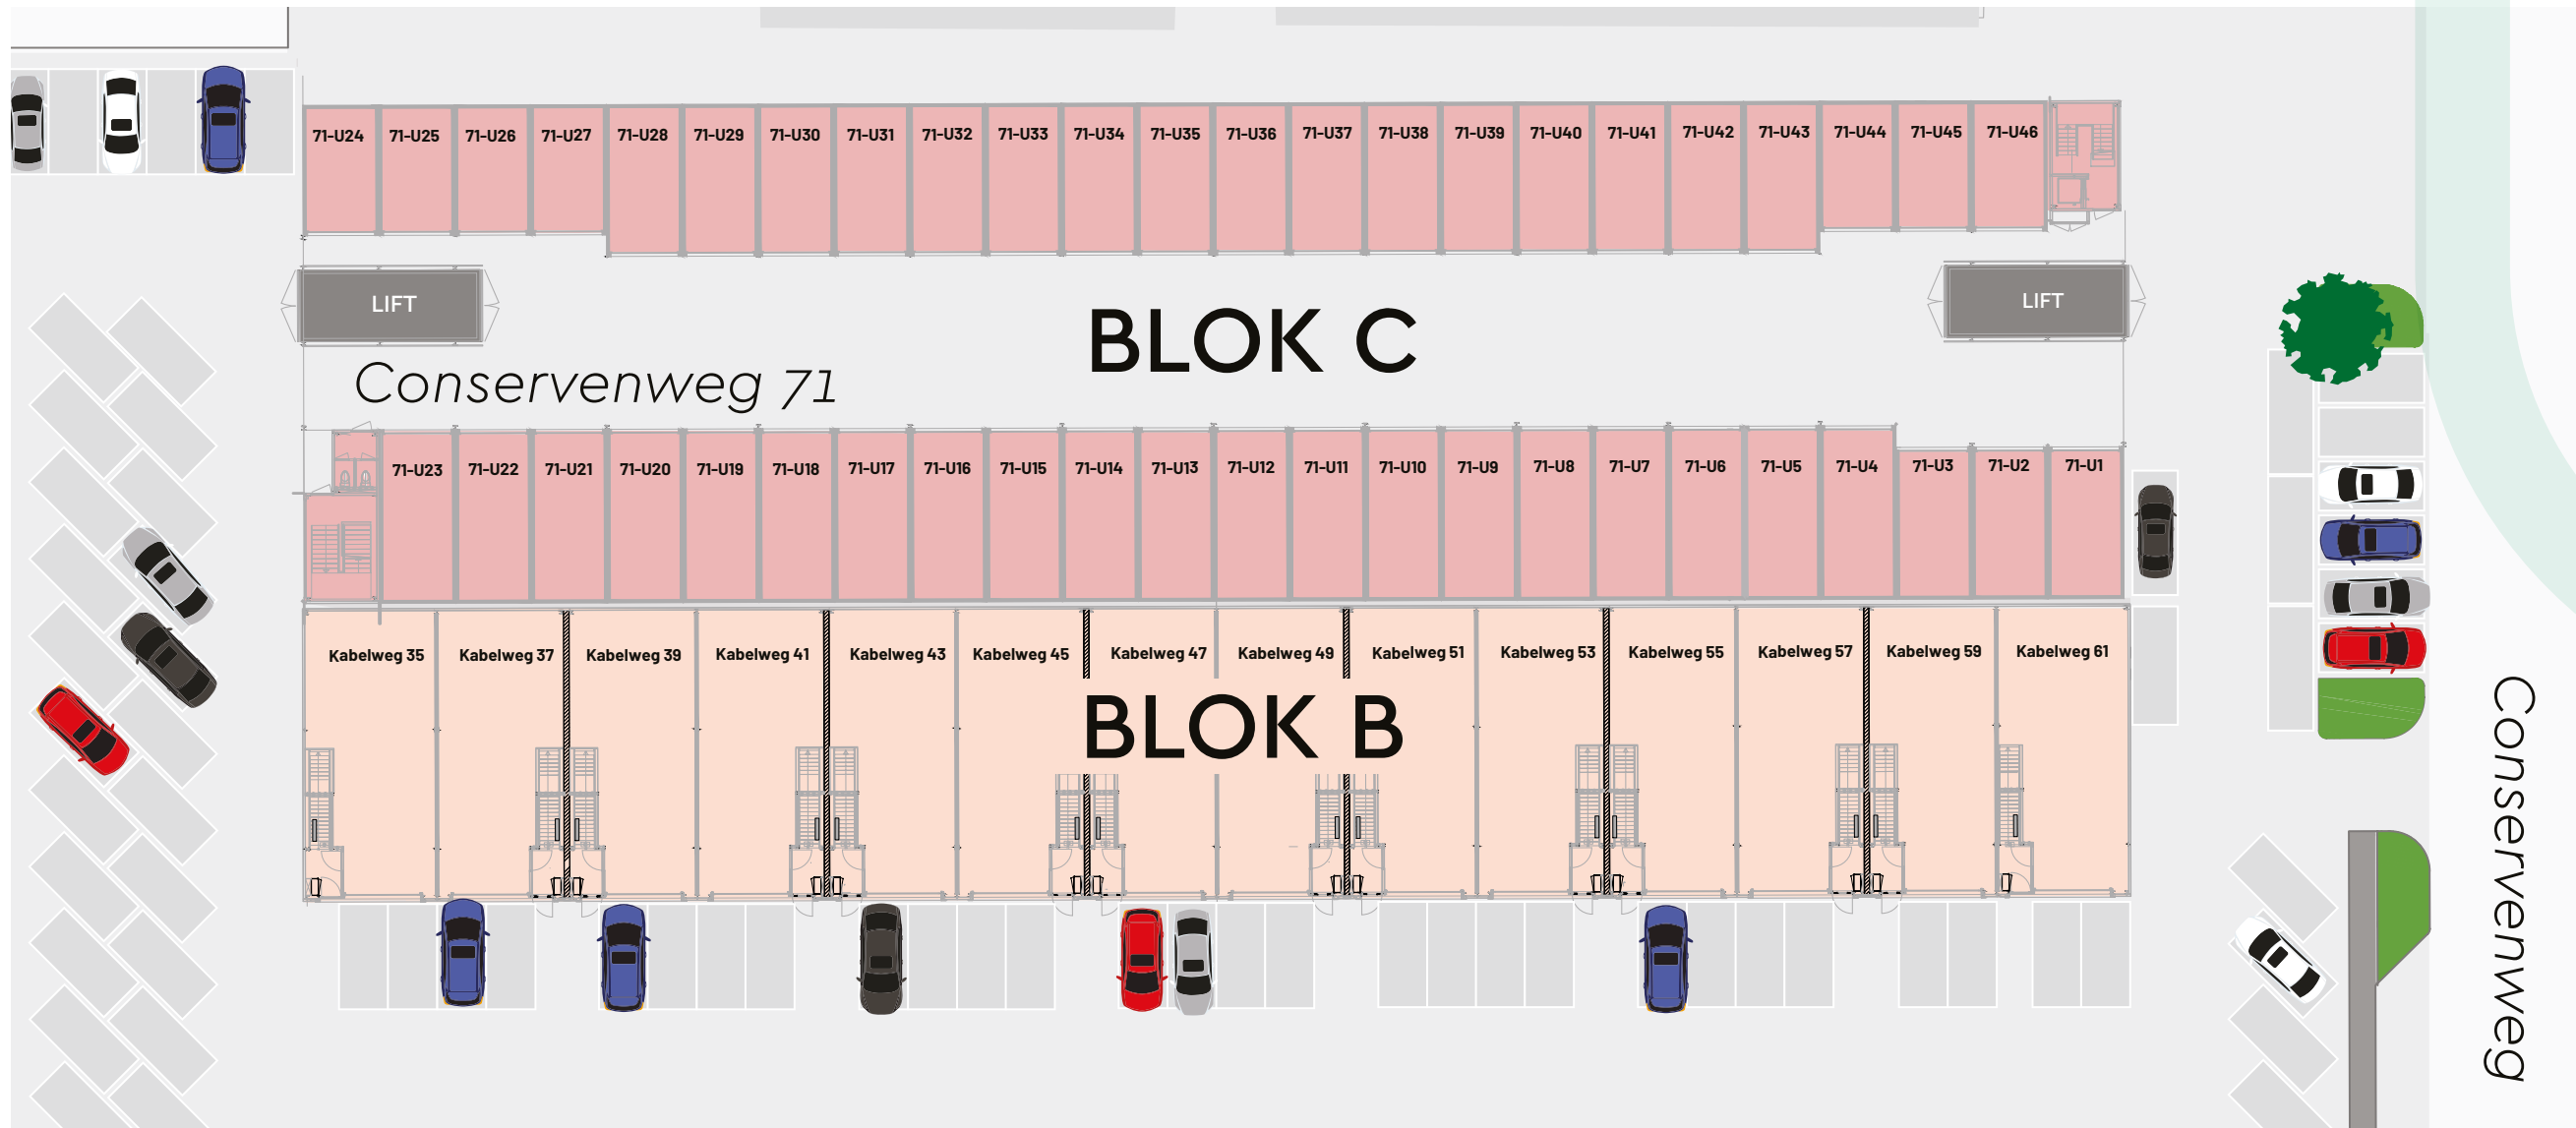 71-U24 71-U25 71-U26 71-U27 71-U28 71-U29 71-U30 71-U31 71-U32 71-U33 71-U34 71-U35 71-U36 71-U37 71-U38 71-U39 71-U40 71-U41 71-U42 71-U43 71-U44 71-U45 71-U46
LIFT
LIFT
BLOK C
Conservenweg 71
71-U23 71-U22 71-U21 71-U20 71-U19 71-U18 71-U17 71-U16 71-U15 71-U14 71-U13 71-U12 71-U11 71-U10 71-U9 71-U8 71-U7 71-U6 71-U5 71-U4 71-U3 71-U2 71-U1
Kabelweg 35 Kabelweg 37 Kabelweg 39 Kabelweg 41 Kabelweg 43 Kabelweg 45 Kabelweg 47 Kabelweg 49 Kabelweg 51 Kabelweg 53 Kabelweg 55 Kabelweg 57 Kabelweg 59 Kabelweg 61
BLOK B
Conservenweg